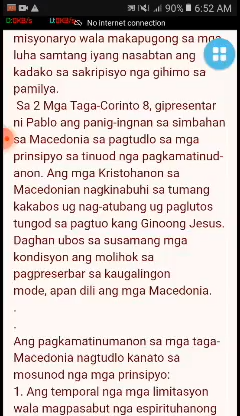 0.0KB/s
90% 6:52 AM
No internet connection
misyonaryo wala makapugong sa mga
luha samtang iyang nasabtan ang
kadako sa sakripisyo nga gihimo sa
pamilya.
Sa 2 Mga Taga-Corinto 8, gipresentar
ni Pablo ang panig-ingnan sa simbahan
sa Macedonia sa pagtudlo sa mga
prinsipyo sa tinuod nga pagkamatinud-
anon. Ang mga Kristohanon sa
Macedonian nagkinabuhi sa tumang
kakabos ug nag-atubang ug paglutos
tungod sa pagtuo kang Ginoong Jesus.
Daghan ubos sa susamang mga
kondisyon ang molihok sa
pagpreserbar sa kaugalingon
mode, apan dili ang mga Macedonia.
.
.
Ang pagkamatinumanon sa mga taga-
Macedonia nagtudlo kanato sa
mosunod nga mga prinsipyo:
1. Ang temporal nga mga limitasyon
wala magpasabut nga espirituhanong